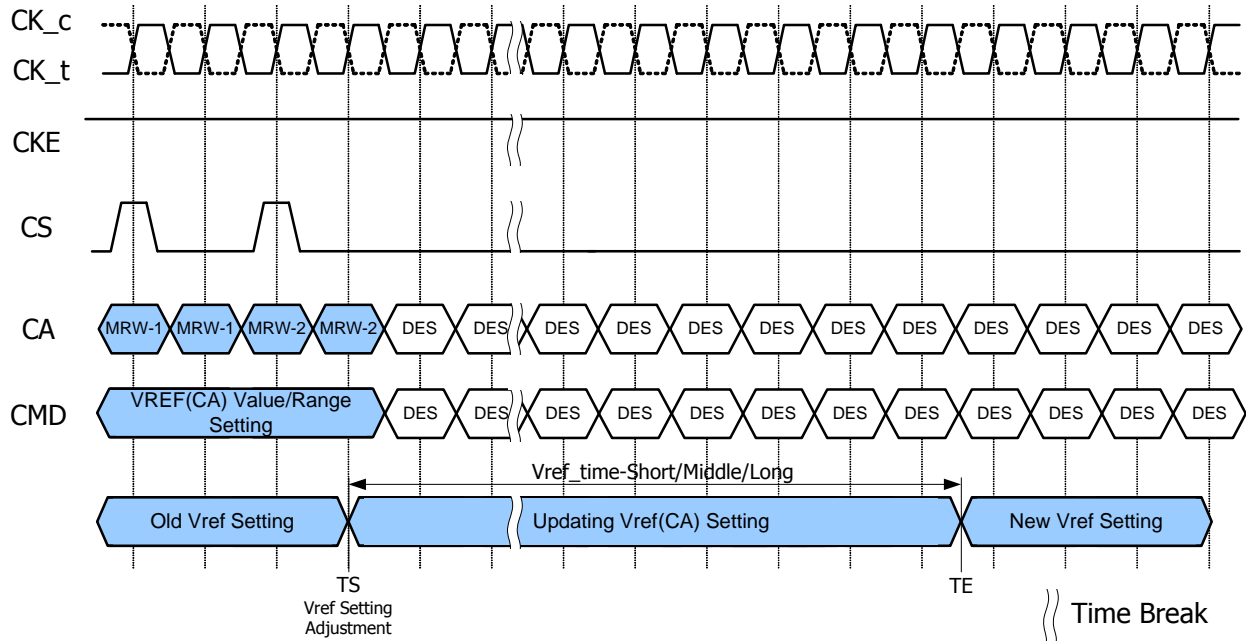 CK_c
CK_t
CKE
CS
CA MRW-1 MRW-1 MRW-2 MRW-2 DES DES DES DES DES DES DES DES DES DES DES DES
CMD VREF(CA) Value/Range Setting DES DES DES DES DES DES DES DES DES DES DES DES
Vref_time-Short/Middle/Long
Old Vref Setting Updating Vref(CA) Setting New Vref Setting
TS TE
Vref Setting
Adjustment
Time Break